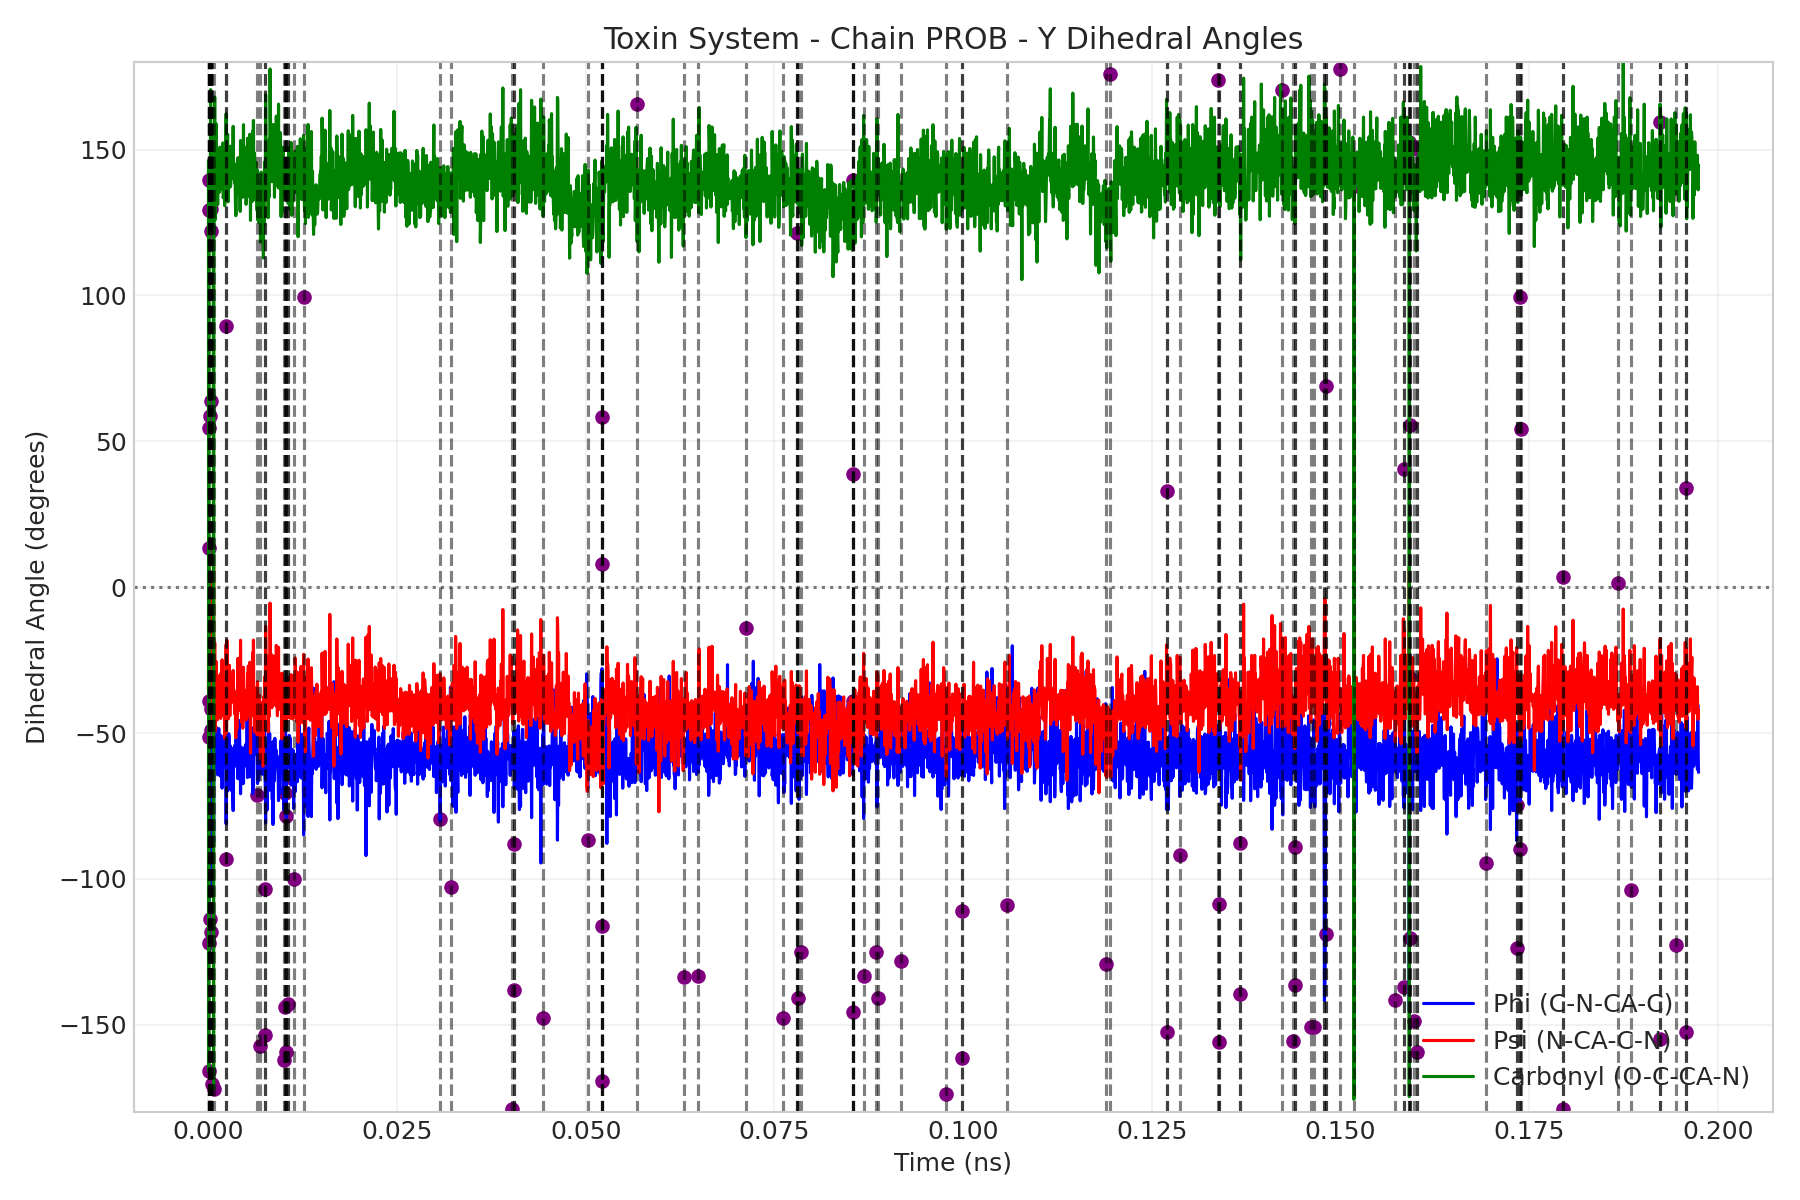 Toxin System - Chain PROB - Y Dihedral Angles
Dihedral Angle (degrees)
150
100
50
0
−50
−100
−150
Phi (C-N-CA-C)
Psi (N-CA-C-N)
Carbonyl (O-C-CA-N)
0.000 0.025 0.050 0.075 0.100 0.125 0.150 0.175 0.200
Time (ns)